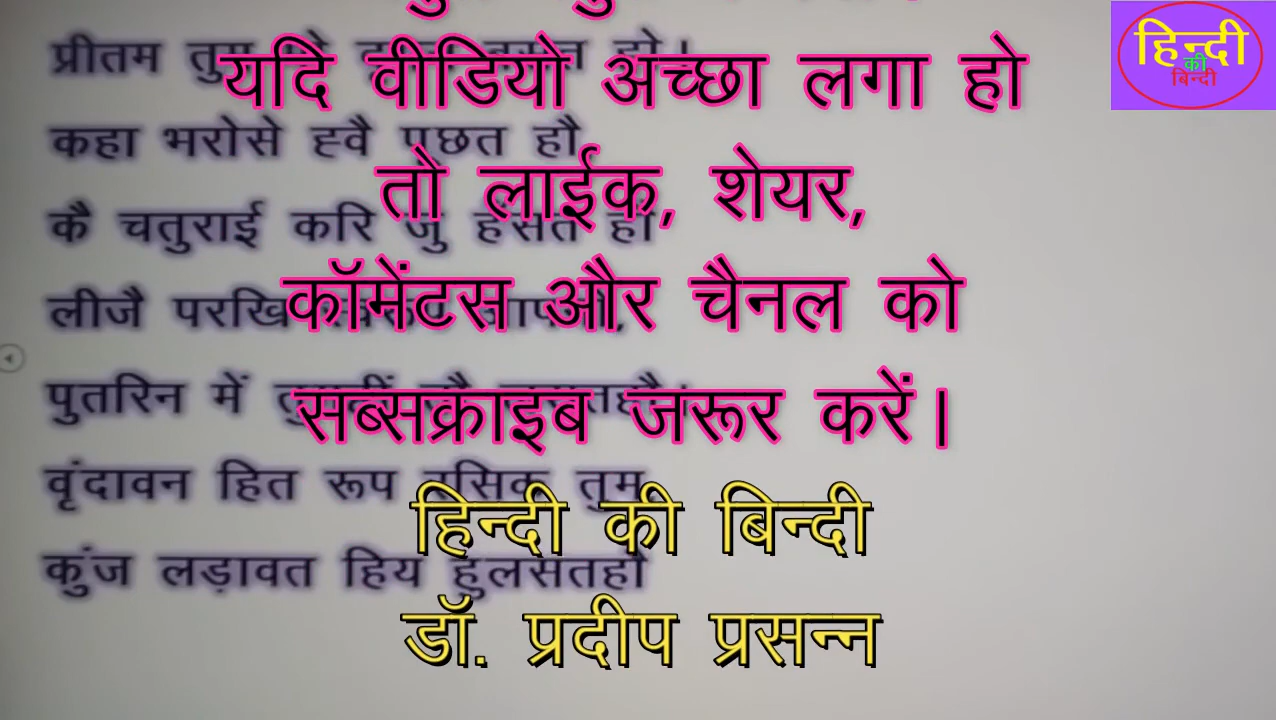 प्रीतम तुम
कहा भरोसे ह्वै पूछत हौ
कै चतुराई करि जु हंसत हौ
लीजै परखि
पुतरिन में
वृंदावन हित रूप रसिक तुम
कुंज लड़ावत हिय हुलसतहौ
यदि वीडियो अच्छा लगा हो
तो लाईक, शेयर,
कॉमेंटस और चैनल को
सब्सक्राइब जरूर करें।
हिन्दी की बिन्दी
डॉ. प्रदीप प्रसन्न
हिन्दी
की
बिन्दी